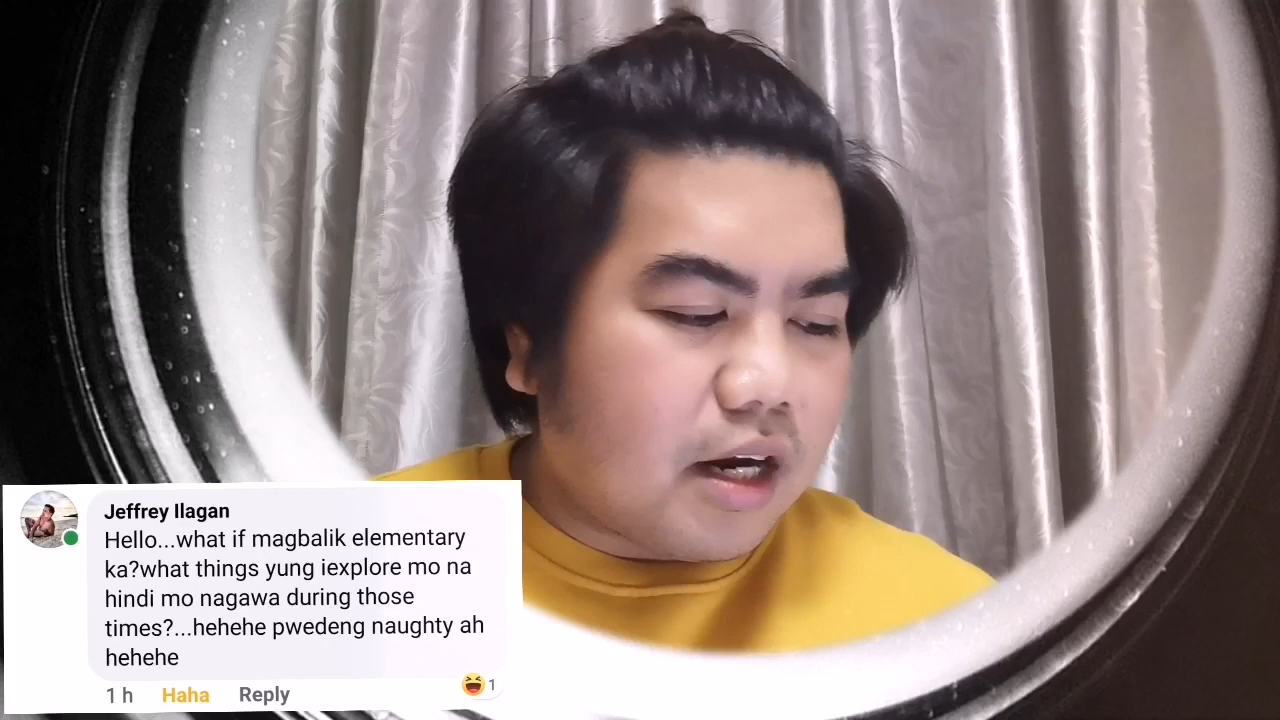 Jeffrey Ilagan
Hello...what if magbalik elementary
ka?what things yung iexplore mo na
hindi mo nagawa during those
times?...hehehe pwedeng naughty ah
hehehe
1 h Haha Reply
1